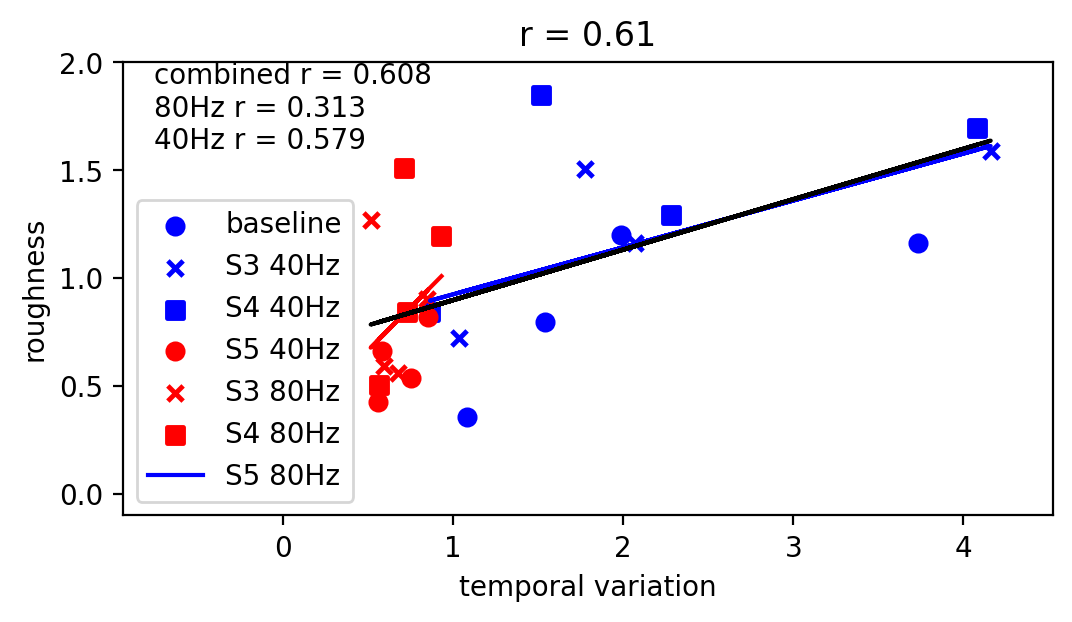 r = 0.61
combined r = 0.608
80Hz r = 0.313
40Hz r = 0.579
baseline
S3 40Hz
S4 40Hz
S5 40Hz
S3 80Hz
S4 80Hz
S5 80Hz
roughness
2.0
1.5
1.0
0.5
0.0
0 1 2 3 4
temporal variation